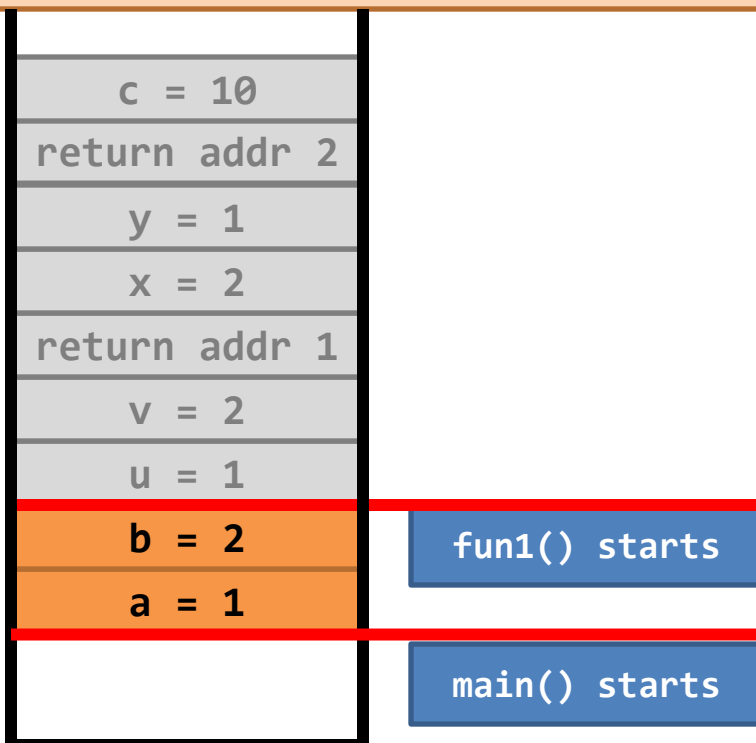 c = 10
return addr 2
y = 1
x = 2
return addr 1
v = 2
u = 1
b = 2
fun1() starts
a = 1
main() starts